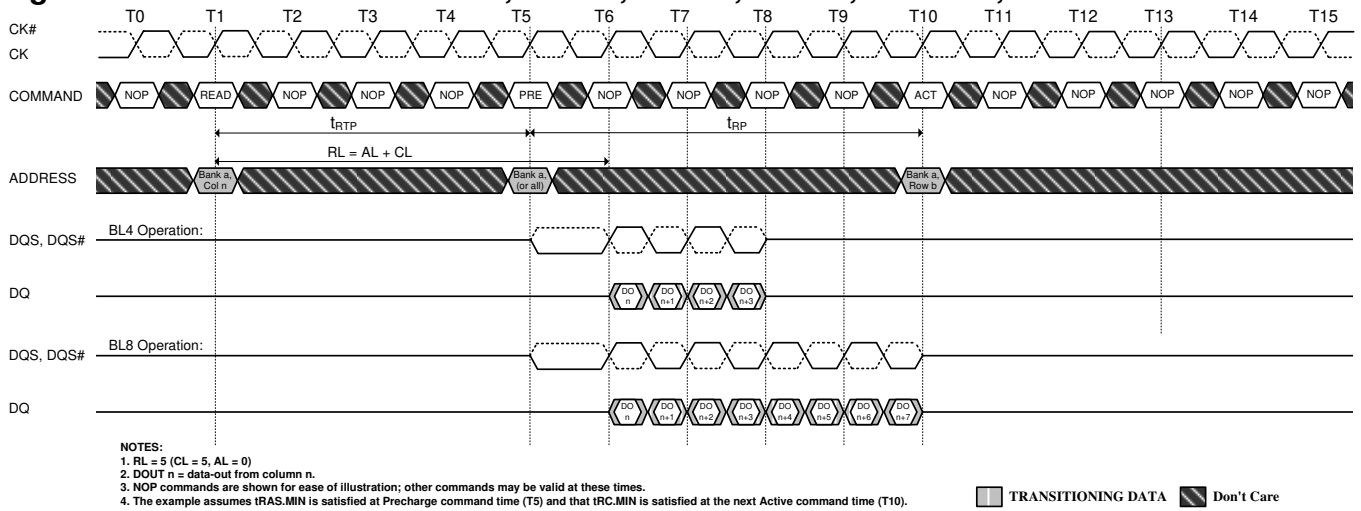 T0 T1 T2 T3 T4 T5 T6 T7 T8 T9 T10 T11 T12 T13 T14 T15
CK#
CK
COMMAND NOP READ NOP NOP NOP PRE NOP NOP NOP NOP ACT NOP NOP NOP NOP NOP
tRTP tRP
RL = AL + CL
ADDRESS Bank a, Col n Bank a, (or all) Bank a, Row b
BL4 Operation:
DQS, DQS#
DQ DO n DO n+1 DO n+2 DO n+3
BL8 Operation:
DQS, DQS#
DQ DO n DO n+1 DO n+2 DO n+3 DO n+4 DO n+5 DO n+6 DO n+7
NOTES:
1. RL = 5 (CL = 5, AL = 0)
2. DOUT n = data-out from column n.
3. NOP commands are shown for ease of illustration; other commands may be valid at these times.
4. The example assumes tRAS.MIN is satisfied at Precharge command time (T5) and that tRC.MIN is satisfied at the next Active command time (T10).
TRANSITIONING DATA Don't Care